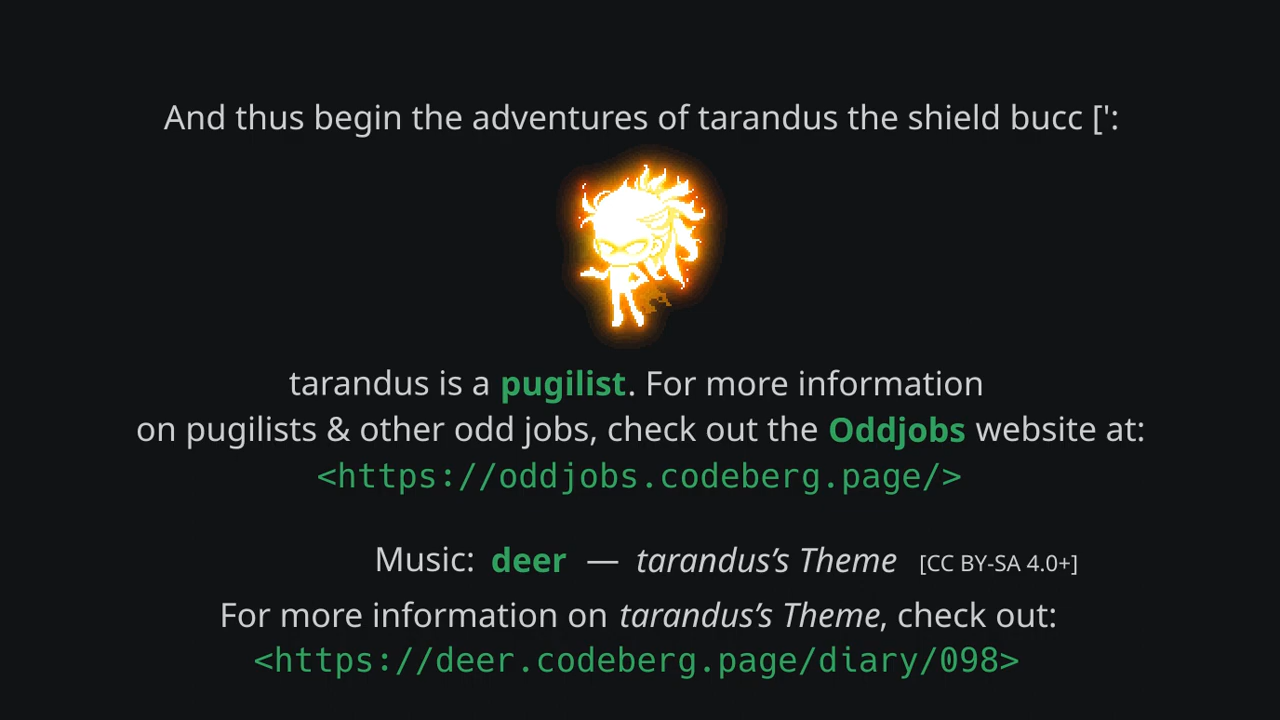 And thus begin the adventures of tarandus the shield bucc [':
tarandus is a pugilist. For more information
on pugilists & other odd jobs, check out the Oddjobs website at:
<https://oddjobs.codeberg.page/>
Music: deer — tarandus’s Theme [CC BY-SA 4.0+]
For more information on tarandus’s Theme, check out:
<https://deer.codeberg.page/diary/098>